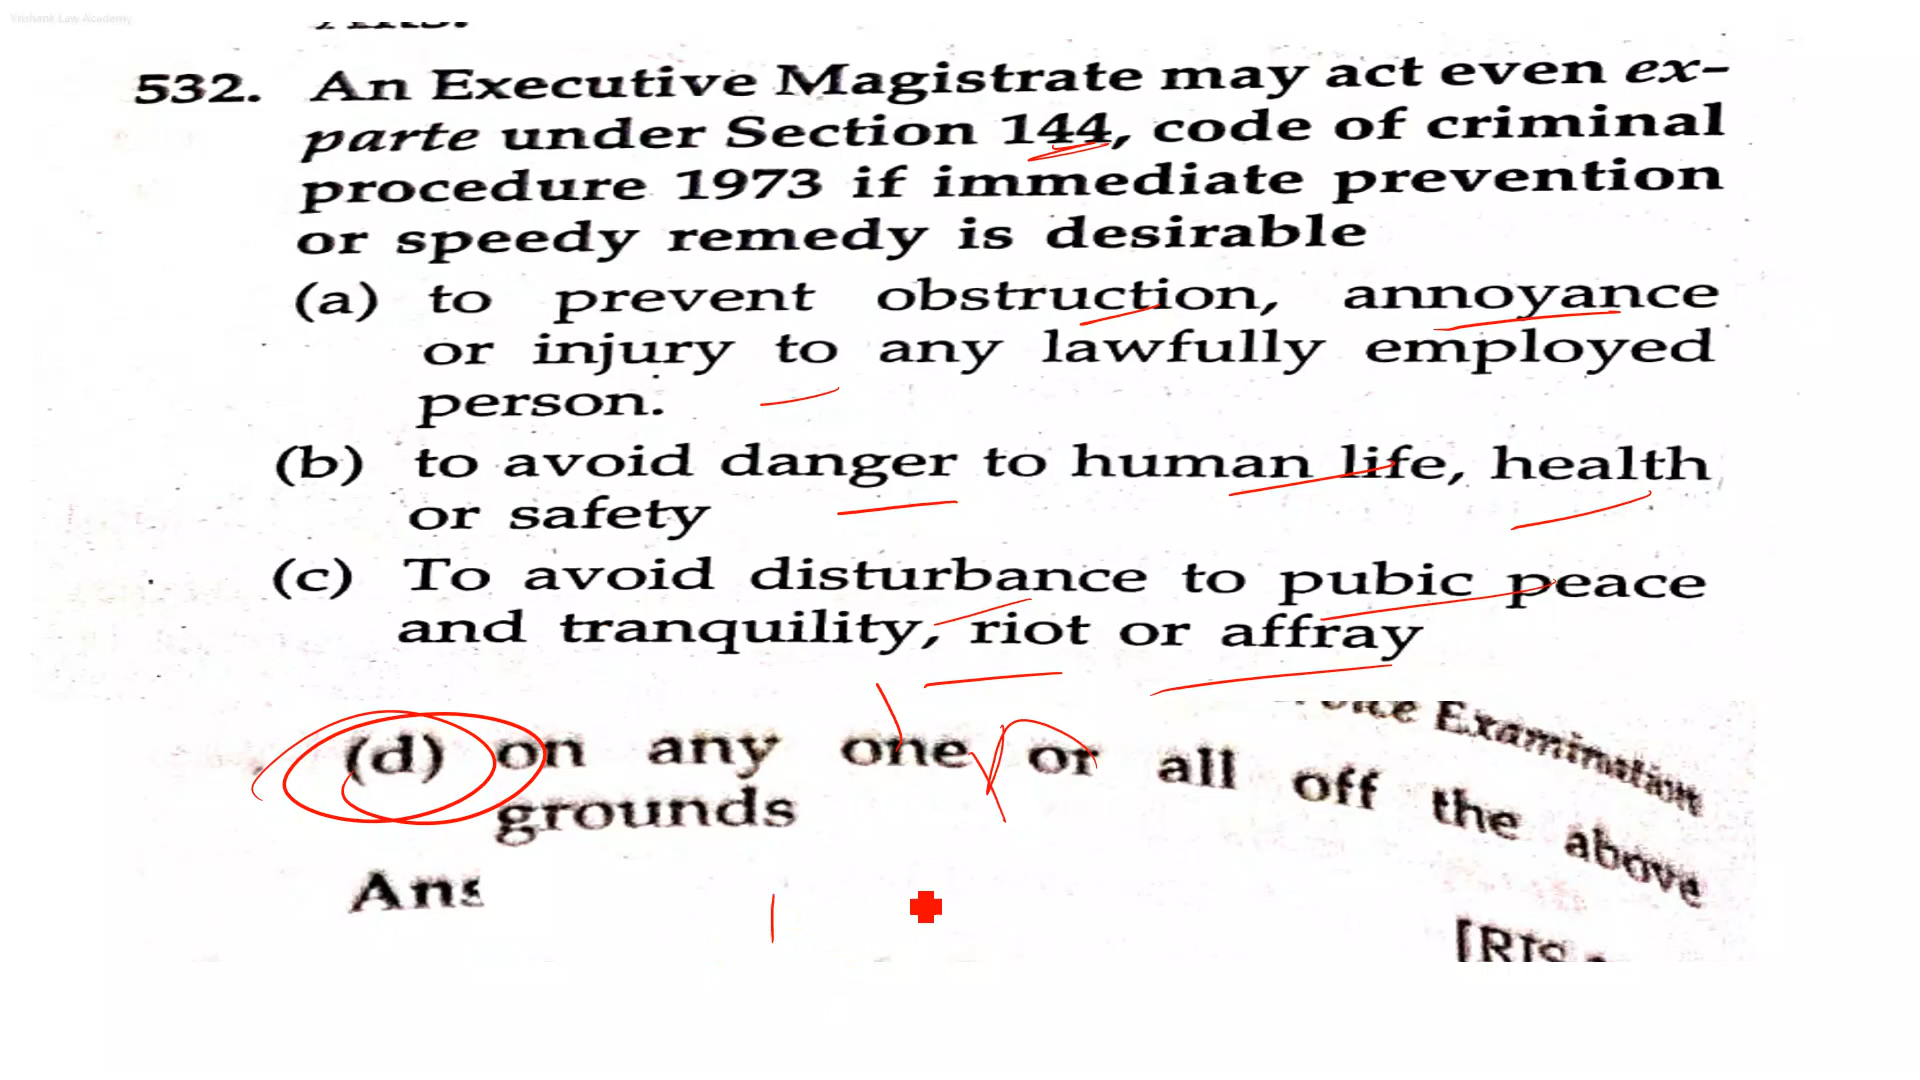 Yrishank Law Academy
532. An Executive Magistrate may act even ex-
parte under Section 144, code of criminal
procedure 1973 if immediate prevention
or speedy remedy is desirable
(a) to prevent obstruction, annoyance
or injury to any lawfully employed
person.
(b) to avoid danger to human life, health
or safety
(c) To avoid disturbance to pubic peace
and tranquility, riot or affray
Examination
(d) on any one or all off the above
grounds
Ans